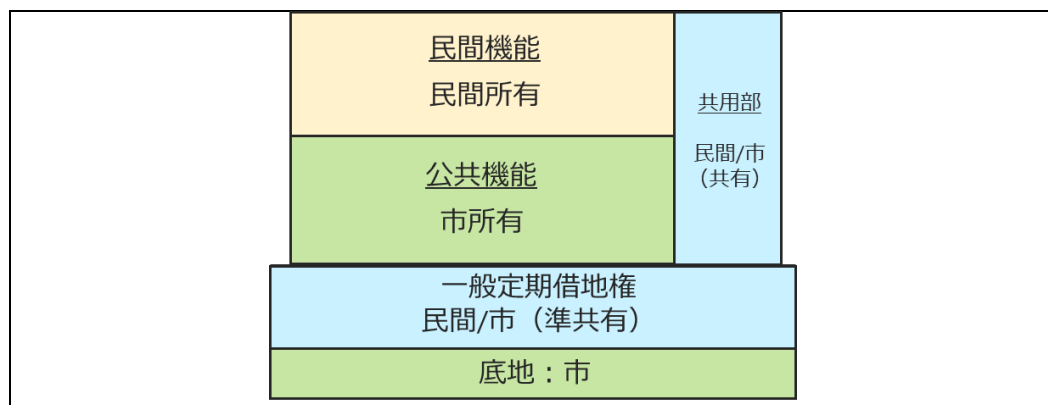 民間機能
民間所有
共用部
民間/市
（共有）
公共機能
市所有
一般定期借地権
民間/市（準共有）
底地：市